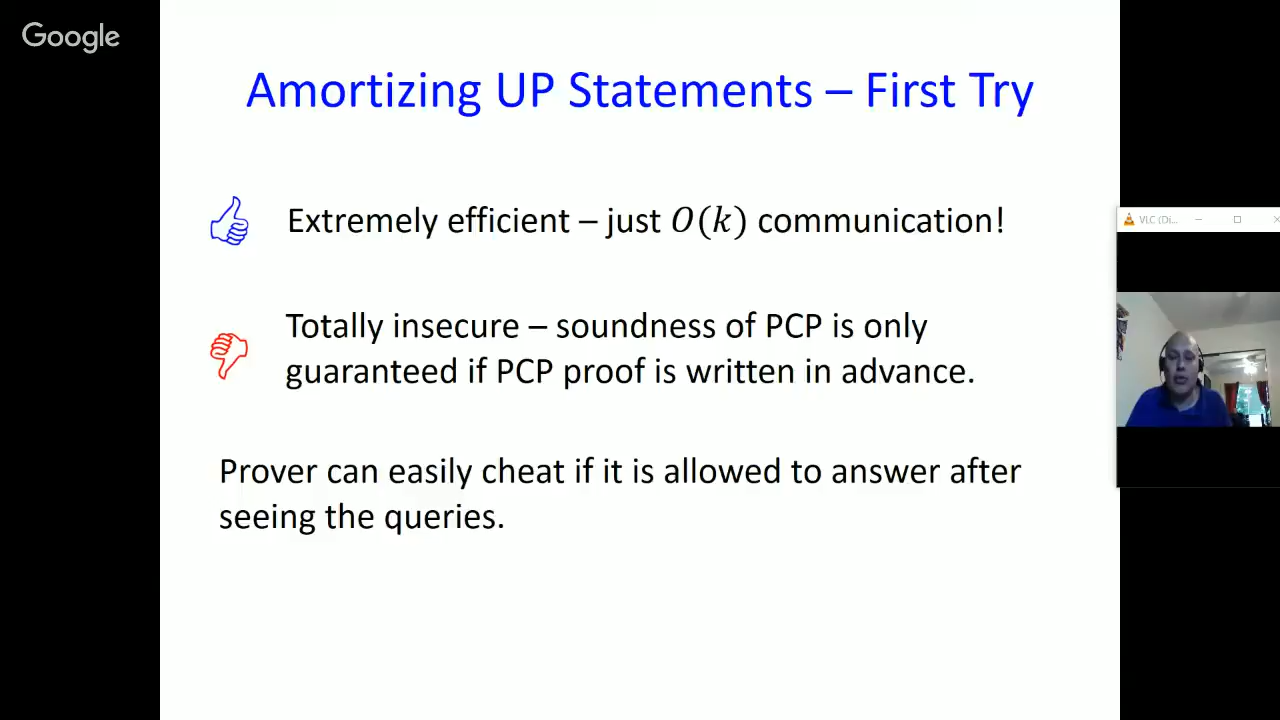 Google
Amortizing UP Statements – First Try
Extremely efficient – just O(k) communication!
Totally insecure – soundness of PCP is only
guaranteed if PCP proof is written in advance.
Prover can easily cheat if it is allowed to answer after
seeing the queries.
VLC (Di...